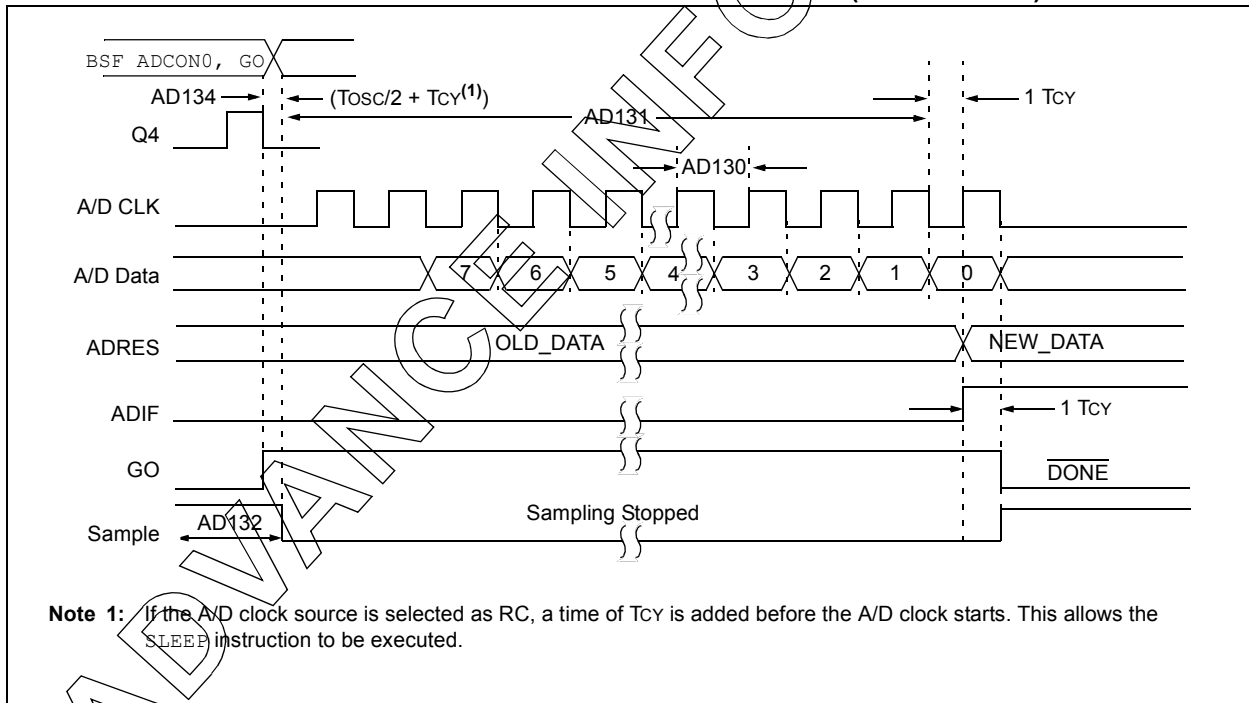 BSF ADCON0, GO
AD134
(TOSC/2 + TCY(1))
1 TCY
AD131
Q4
AD130
A/D CLK
A/D Data
7 6 5 4 3 2 1 0
ADRES
OLD_DATA
NEW_DATA
ADIF
1 TCY
GO
DONE
Sample
AD132
Sampling Stopped
Note 1: If the A/D clock source is selected as RC, a time of TCY is added before the A/D clock starts. This allows the
SLEEP instruction to be executed.
ADVANCE INFO